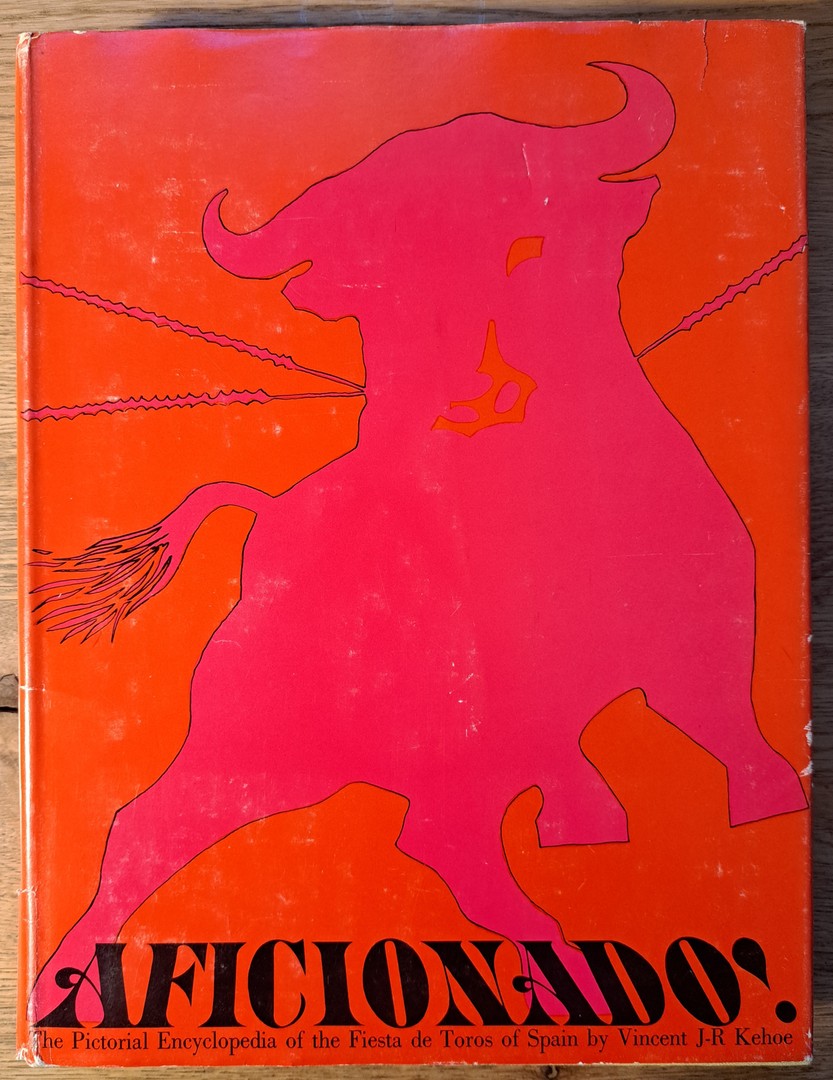 AFICIONADO!
The Pictorial Encyclopedia of the Fiesta de Toros of Spain by Vincent J-R Kehoe